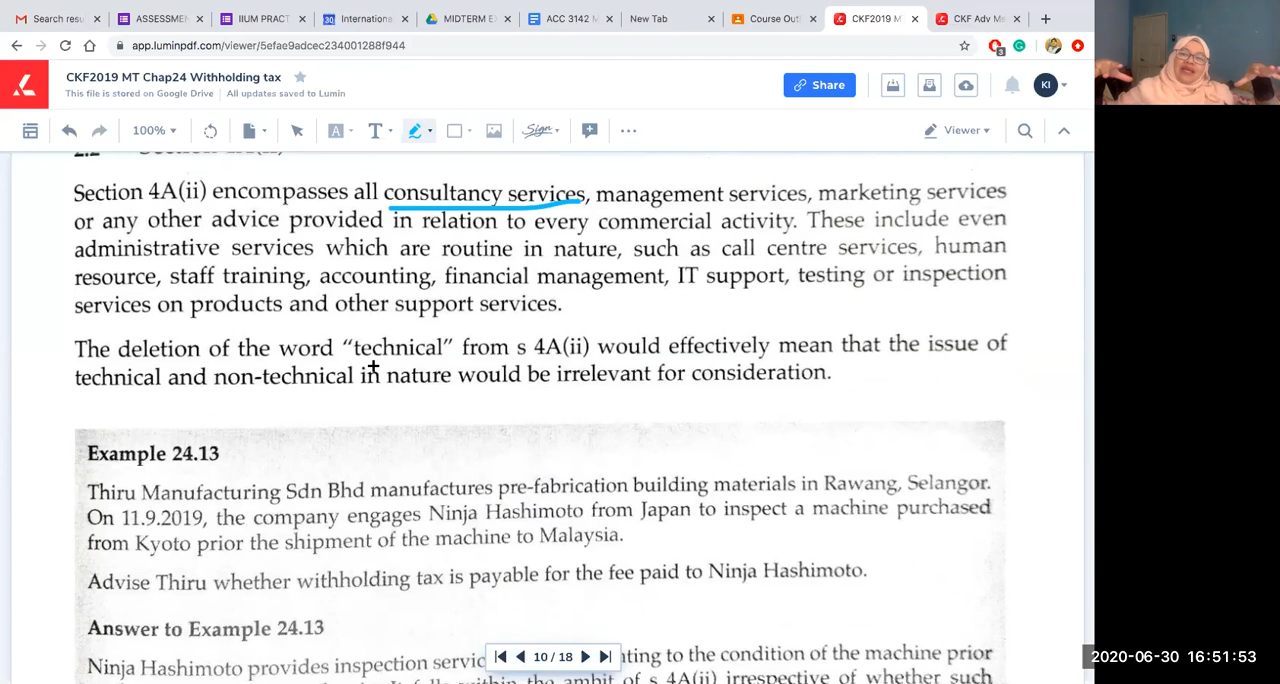 Search resu
ASSESSMEN
IIUM PRACT
Internationa
MIDTERM E
ACC 3142 M
New Tab
Course Outl
CKF2019 M
CKF Adv Ma
app.luminpdf.com/viewer/5efae9adcec234001288f944
CKF2019 MT Chap24 Withholding tax
This file is stored on Google Drive All updates saved to Lumin
Share
KI
100%
A
T
Sign
Viewer
Section 4A(ii) encompasses all consultancy services, management services, marketing services
or any other advice provided in relation to every commercial activity. These include even
administrative services which are routine in nature, such as call centre services, human
resource, staff training, accounting, financial management, IT support, testing or inspection
services on products and other support services.
The deletion of the word “technical” from s 4A(ii) would effectively mean that the issue of
technical and non-technical in nature would be irrelevant for consideration.
Example 24.13
Thiru Manufacturing Sdn Bhd manufactures pre-fabrication building materials in Rawang, Selangor.
On 11.9.2019, the company engages Ninja Hashimoto from Japan to inspect a machine purchased
from Kyoto prior the shipment of the machine to Malaysia.
Advise Thiru whether withholding tax is payable for the fee paid to Ninja Hashimoto.
Answer to Example 24.13
Ninja Hashimoto provides inspection servic nting to the condition of the machine prior
the ambit of s 4A(ii) irrespective of whether such
10 / 18
2020-06-30 16:51:53